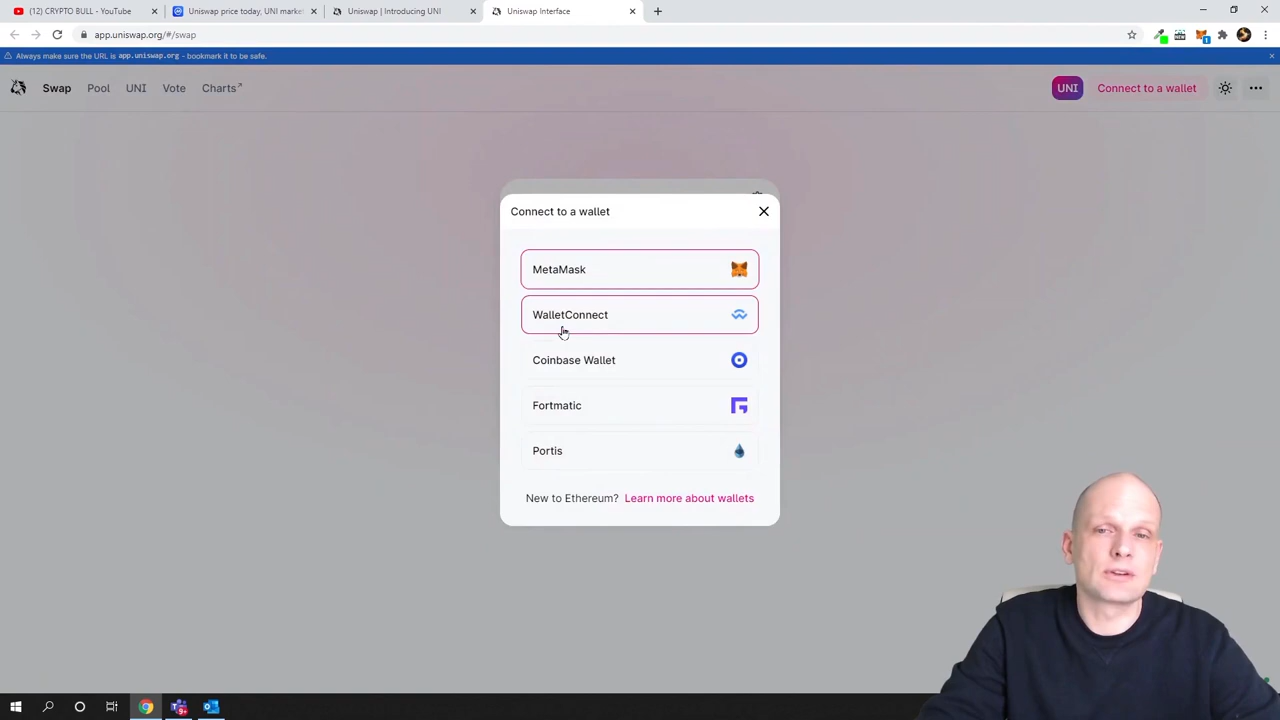 (12) CRYPTO BULL - YouTube
Uniswap price today, UNI market
Uniswap | Introducing UNI
Uniswap Interface
app.uniswap.org/#/swap
1
Always make sure the URL is app.uniswap.org - bookmark it to be safe.
Swap
Pool
UNI
Vote
Charts↗
UNI
Connect to a wallet
Connect to a wallet
MetaMask
WalletConnect
Coinbase Wallet
Fortmatic
Portis
New to Ethereum? Learn more about wallets
9+